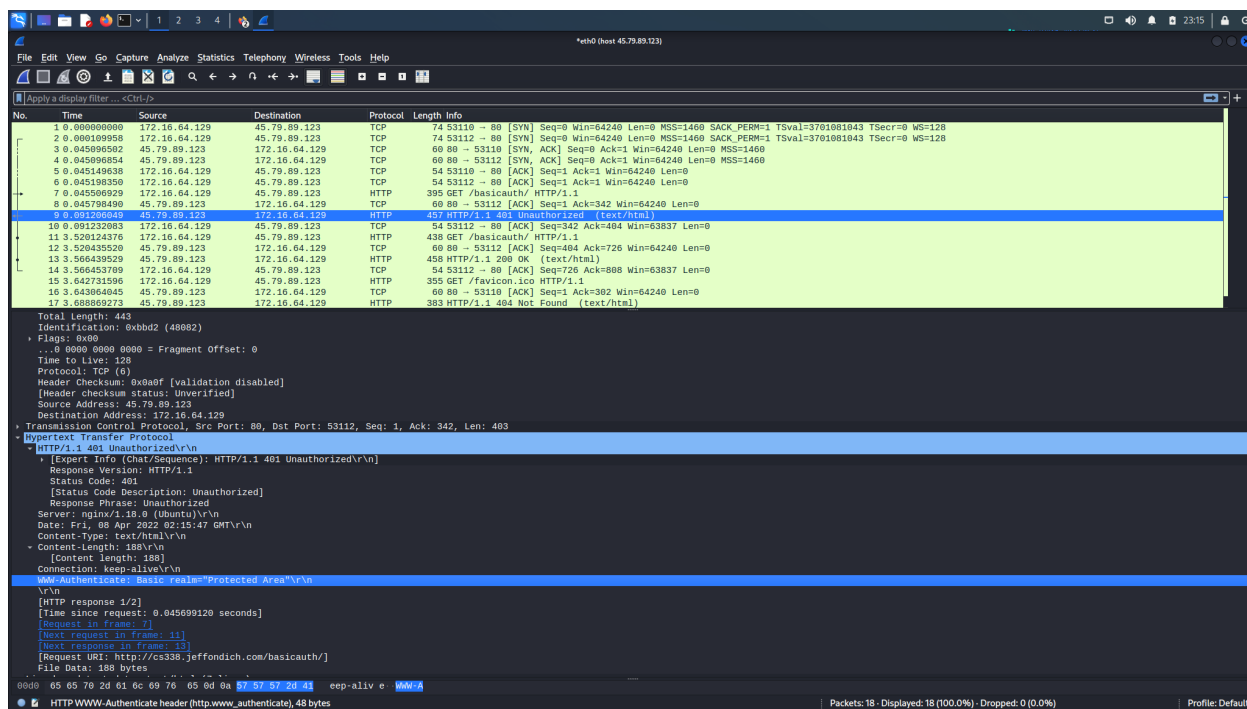 1 2 3 4 23:15
*eth0 (host 45.79.89.123)
File Edit View Go Capture Analyze Statistics Telephony Wireless Tools Help
Apply a display filter ... <Ctrl-/>
No. Time Source Destination Protocol Length Info
1 0.000000000 172.16.64.129 45.79.89.123 TCP 74 53110 → 80 [SYN] Seq=0 Win=64240 Len=0 MSS=1460 SACK_PERM=1 TSval=3701081043 TSecr=0 WS=128
2 0.000109958 172.16.64.129 45.79.89.123 TCP 74 53112 → 80 [SYN] Seq=0 Win=64240 Len=0 MSS=1460 SACK_PERM=1 TSval=3701081043 TSecr=0 WS=128
3 0.045096502 45.79.89.123 172.16.64.129 TCP 60 80 → 53110 [SYN, ACK] Seq=0 Ack=1 Win=64240 Len=0 MSS=1460
4 0.045096854 45.79.89.123 172.16.64.129 TCP 60 80 → 53112 [SYN, ACK] Seq=0 Ack=1 Win=64240 Len=0 MSS=1460
5 0.045149638 172.16.64.129 45.79.89.123 TCP 54 53110 → 80 [ACK] Seq=1 Ack=1 Win=64240 Len=0
6 0.045198350 172.16.64.129 45.79.89.123 TCP 54 53112 → 80 [ACK] Seq=1 Ack=1 Win=64240 Len=0
7 0.045506929 172.16.64.129 45.79.89.123 HTTP 395 GET /basicauth/ HTTP/1.1
8 0.045798490 45.79.89.123 172.16.64.129 TCP 60 80 → 53112 [ACK] Seq=1 Ack=342 Win=64240 Len=0
9 0.091206049 45.79.89.123 172.16.64.129 HTTP 457 HTTP/1.1 401 Unauthorized (text/html)
10 0.091232083 172.16.64.129 45.79.89.123 TCP 54 53112 → 80 [ACK] Seq=342 Ack=404 Win=63837 Len=0
11 3.520124376 172.16.64.129 45.79.89.123 HTTP 438 GET /basicauth/ HTTP/1.1
12 3.520435520 45.79.89.123 172.16.64.129 TCP 60 80 → 53112 [ACK] Seq=404 Ack=726 Win=64240 Len=0
13 3.566439529 45.79.89.123 172.16.64.129 HTTP 458 HTTP/1.1 200 OK (text/html)
14 3.566453709 172.16.64.129 45.79.89.123 TCP 54 53112 → 80 [ACK] Seq=726 Ack=808 Win=63837 Len=0
15 3.642731596 172.16.64.129 45.79.89.123 HTTP 355 GET /favicon.ico HTTP/1.1
16 3.643064045 45.79.89.123 172.16.64.129 TCP 60 80 → 53110 [ACK] Seq=1 Ack=302 Win=64240 Len=0
17 3.688869273 45.79.89.123 172.16.64.129 HTTP 383 HTTP/1.1 404 Not Found (text/html)
Total Length: 443
Identification: 0xbbd2 (48082)
Flags: 0x00
...0 0000 0000 0000 = Fragment Offset: 0
Time to Live: 128
Protocol: TCP (6)
Header Checksum: 0x0a0f [validation disabled]
[Header checksum status: Unverified]
Source Address: 45.79.89.123
Destination Address: 172.16.64.129
Transmission Control Protocol, Src Port: 80, Dst Port: 53112, Seq: 1, Ack: 342, Len: 403
Hypertext Transfer Protocol
HTTP/1.1 401 Unauthorized\r\n
[Expert Info (Chat/Sequence): HTTP/1.1 401 Unauthorized\r\n]
Response Version: HTTP/1.1
Status Code: 401
[Status Code Description: Unauthorized]
Response Phrase: Unauthorized
Server: nginx/1.18.0 (Ubuntu)\r\n
Date: Fri, 08 Apr 2022 02:15:47 GMT\r\n
Content-Type: text/html\r\n
Content-Length: 188\r\n
[Content length: 188]
Connection: keep-alive\r\n
WWW-Authenticate: Basic realm="Protected Area"\r\n
\r\n
[HTTP response 1/2]
[Time since request: 0.045699120 seconds]
[Request in frame: 7]
[Next request in frame: 11]
[Next response in frame: 13]
[Request URI: http://cs338.jeffondich.com/basicauth/]
File Data: 188 bytes
00d0 65 65 70 2d 61 6c 69 76 65 0d 0a 57 57 57 2d 41 eep-aliv e··WWW-A
HTTP WWW-Authenticate header (http.www_authenticate), 48 bytes Packets: 18 · Displayed: 18 (100.0%) · Dropped: 0 (0.0%) Profile: Default